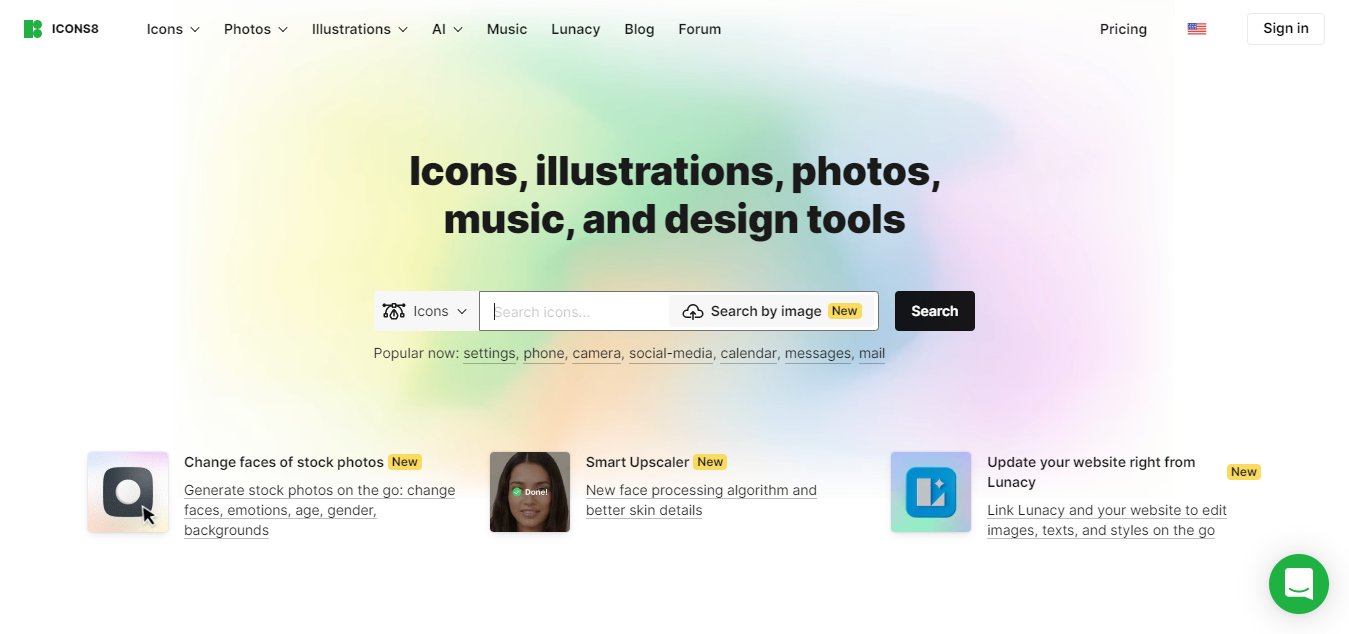 ICONS8 Icons Photos Illustrations AI Music Lunacy Blog Forum Pricing Sign in
Icons, illustrations, photos,
music, and design tools
Icons Search icons... Search by image New Search
Popular now: settings, phone, camera, social-media, calendar, messages, mail
Change faces of stock photos New
Generate stock photos on the go: change
faces, emotions, age, gender,
backgrounds
Done!
Smart Upscaler New
New face processing algorithm and
better skin details
Update your website right from
Lunacy
New
Link Lunacy and your website to edit
images, texts, and styles on the go